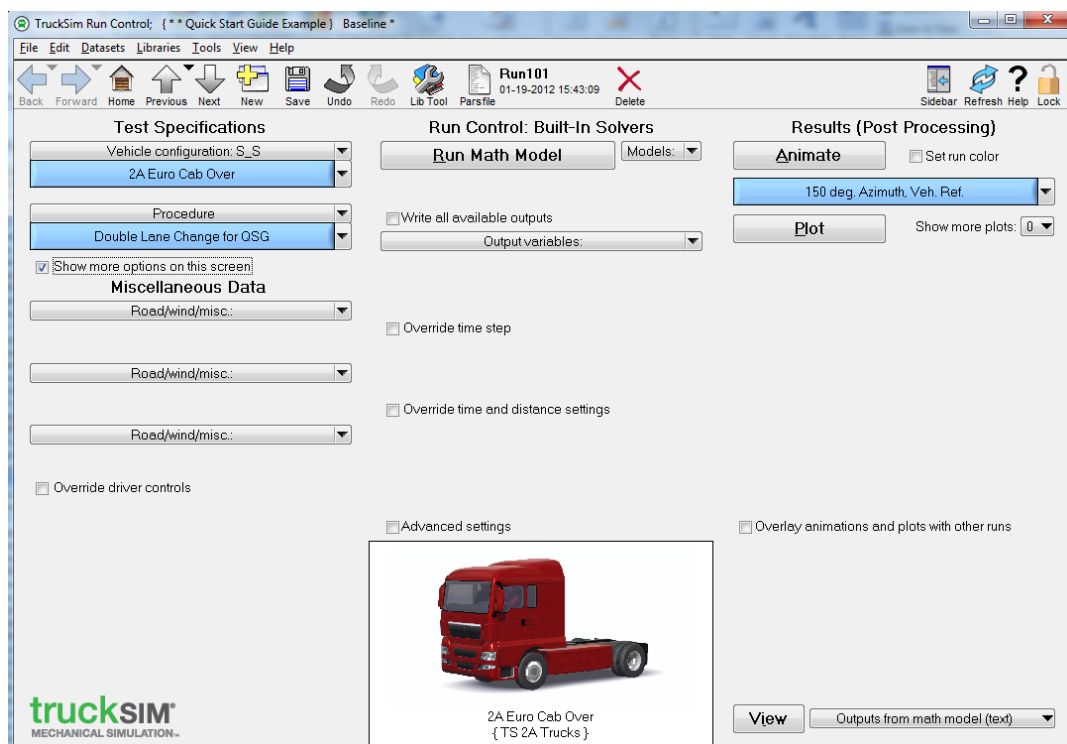 TruckSim Run Control; { * * Quick Start Guide Example } Baseline *
File Edit Datasets Libraries Tools View Help
Back Forward Home Previous Next New Save Undo Redo Lib Tool Parsfile
Run101
01-19-2012 15:43:09
Delete
Sidebar Refresh Help Lock
Test Specifications
Vehicle configuration: S_S
2A Euro Cab Over
Procedure
Double Lane Change for QSG
Show more options on this screen
Miscellaneous Data
Road/wind/misc.:
Road/wind/misc.:
Road/wind/misc.:
Override driver controls
Run Control: Built-In Solvers
Run Math Model
Models:
Write all available outputs
Output variables:
Override time step
Override time and distance settings
Advanced settings
2A Euro Cab Over
{ TS 2A Trucks }
Results (Post Processing)
Animate
Set run color
150 deg. Azimuth, Veh. Ref.
Plot
Show more plots: 0
Overlay animations and plots with other runs
View
Outputs from math model (text)
truckSIM
MECHANICAL SIMULATION